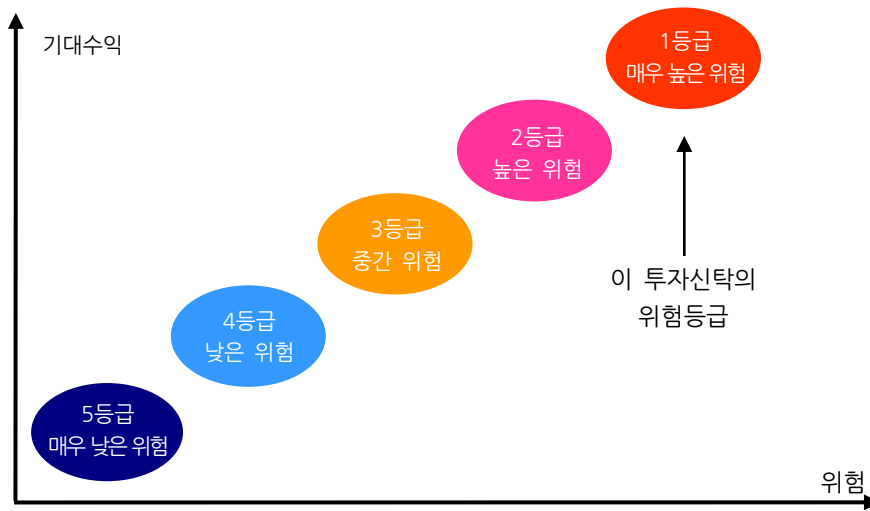 기대수익
1등급
매우 높은 위험
2등급
높은 위험
3등급
중간 위험
이 투자신탁의
위험등급
4등급
낮은 위험
5등급
매우 낮은 위험
위험